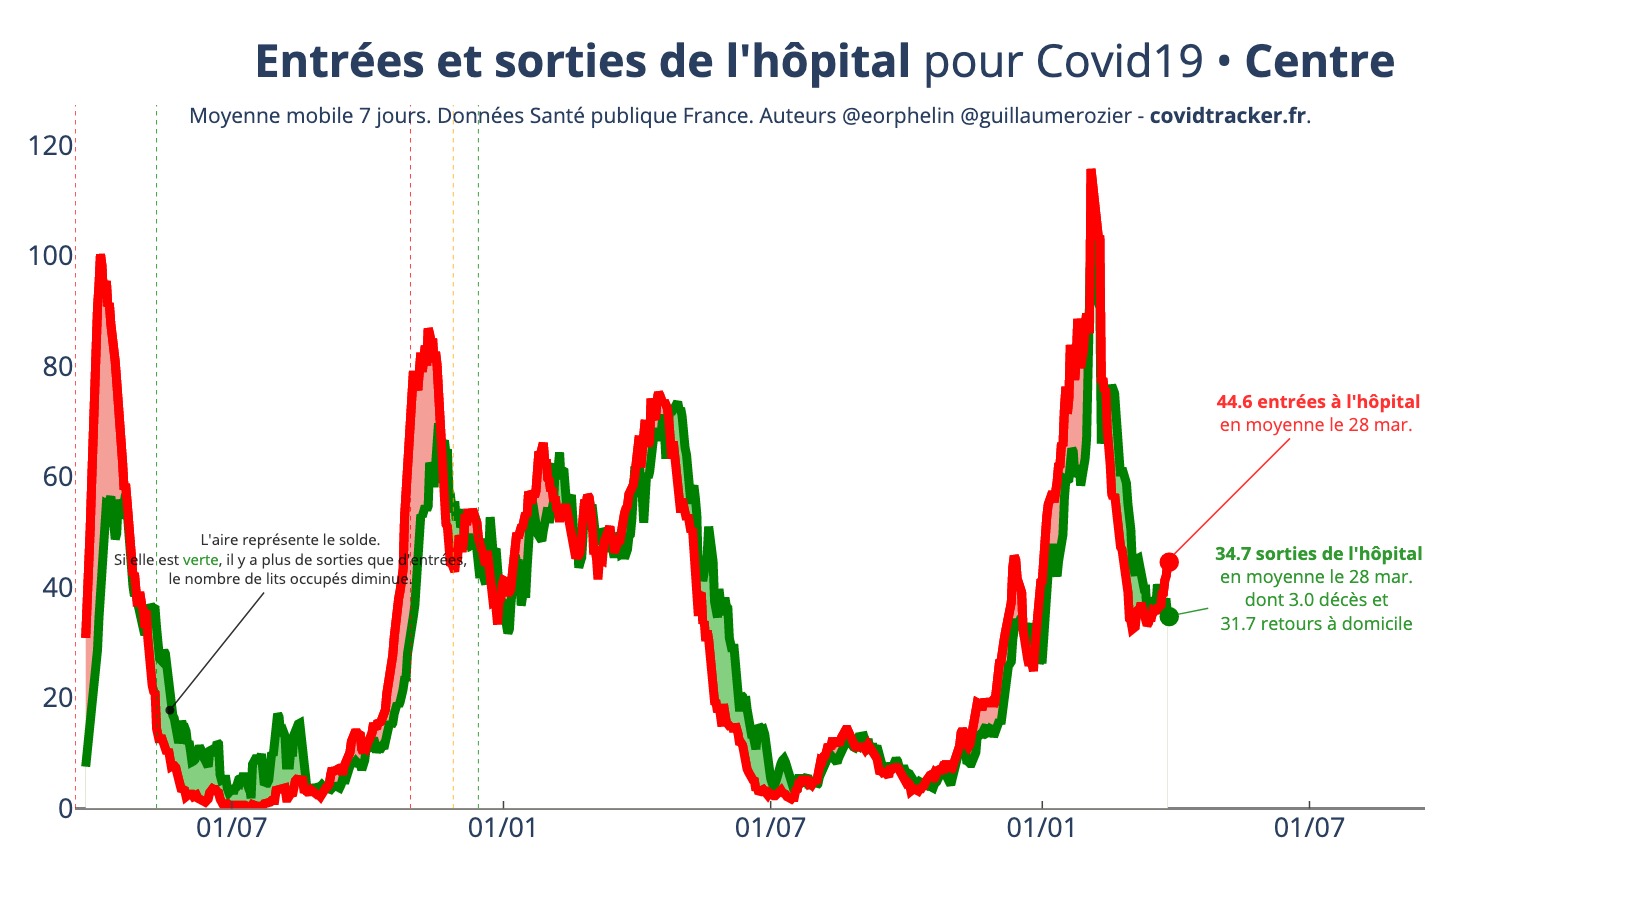 Entrées et sorties de l'hôpital pour Covid19 • Centre
Moyenne mobile 7 jours. Données Santé publique France. Auteurs @eorphelin @guillaumerozier - covidtracker.fr.
120
100
80
60
40
20
0
L'aire représente le solde.
Si elle est verte, il y a plus de sorties que d'entrées,
le nombre de lits occupés diminue.
44.6 entrées à l'hôpital
en moyenne le 28 mar.
34.7 sorties de l'hôpital
en moyenne le 28 mar.
dont 3.0 décès et
31.7 retours à domicile
01/07
01/01
01/07
01/01
01/07